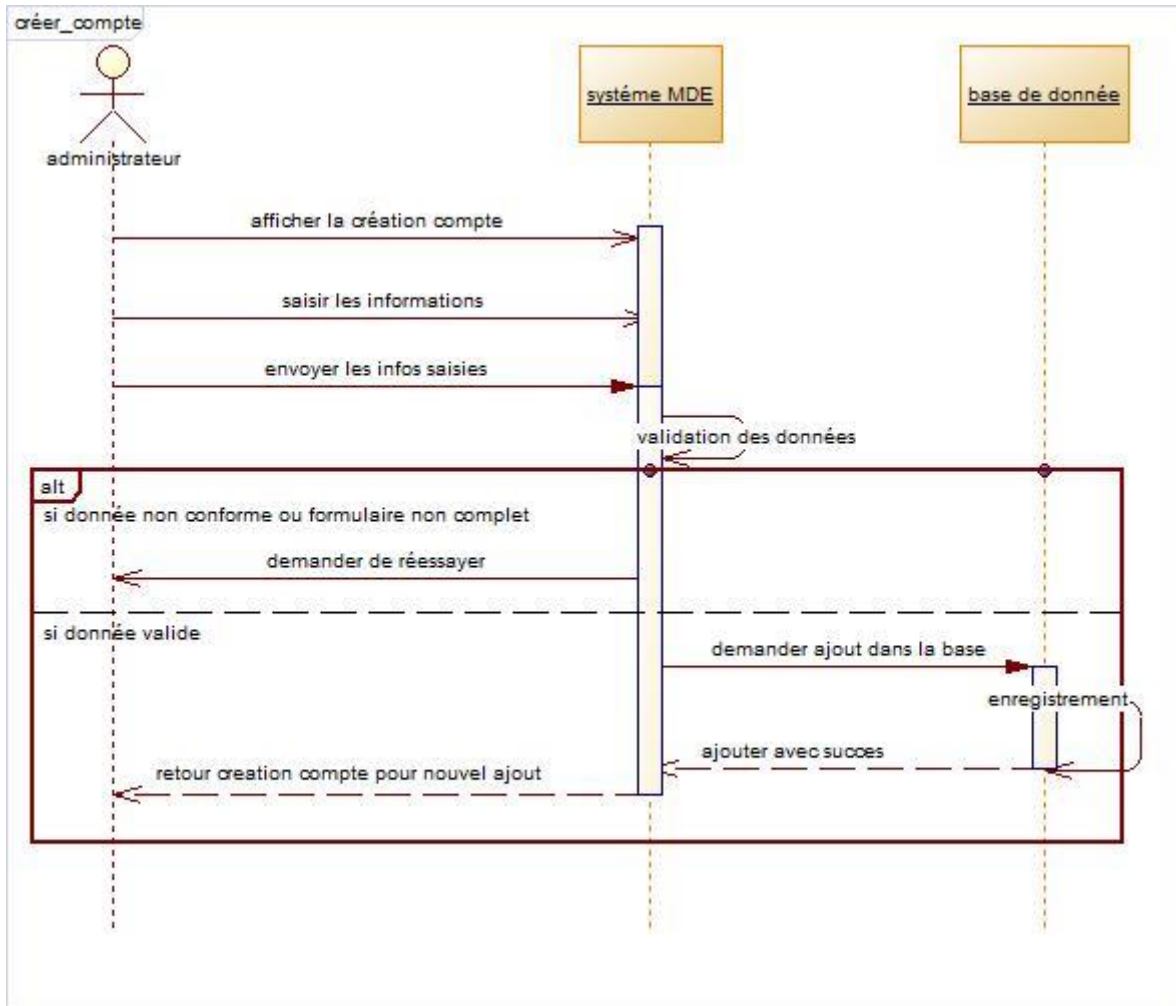 créer_compte
systéme MDE
base de donnée
administrateur
afficher la création compte
saisir les informations
envoyer les infos saisies
validation des données
alt
si donnée non conforme ou formulaire non complet
demander de réessayer
si donnée valide
demander ajout dans la base
enregistrement
ajouter avec succes
retour creation compte pour nouvel ajout